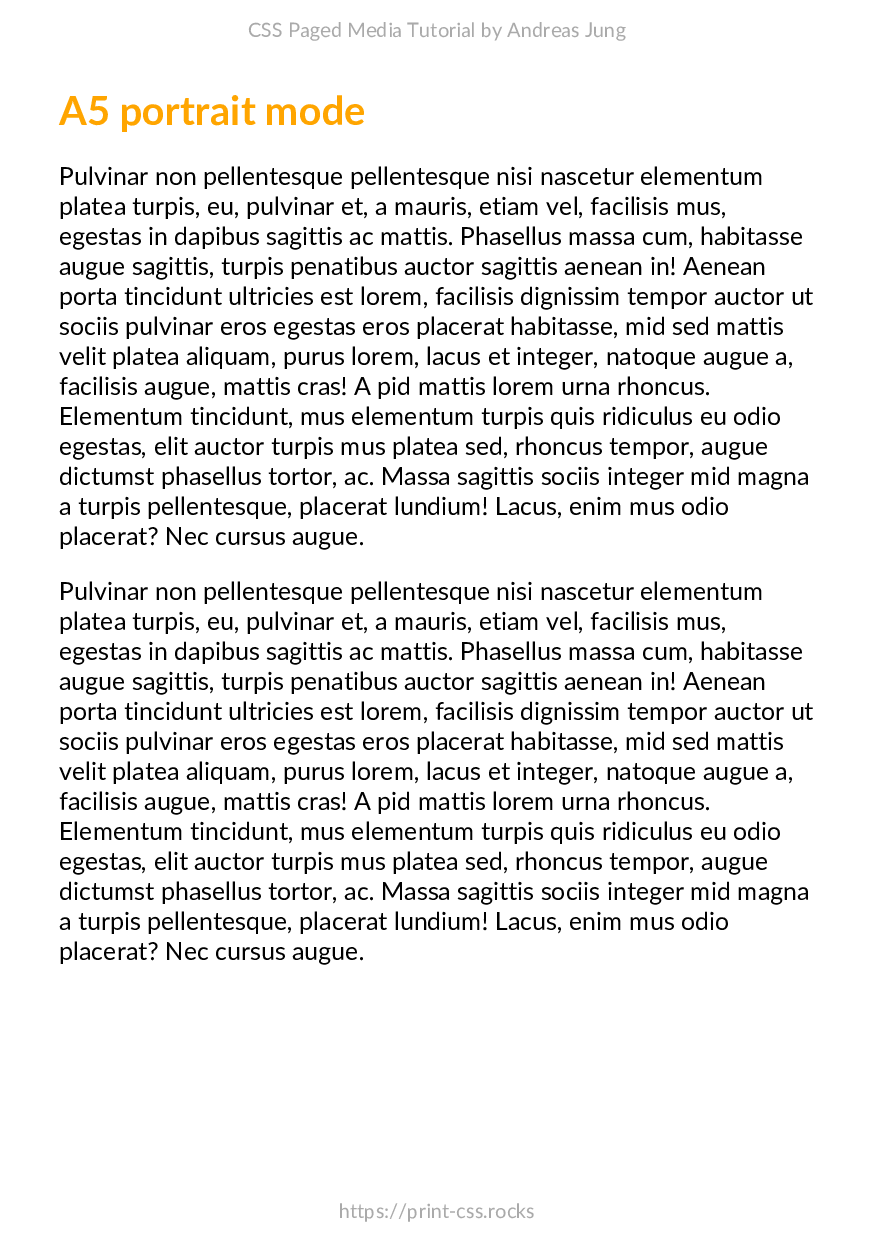 CSS Paged Media Tutorial by Andreas Jung
A5 portrait mode
Pulvinar non pellentesque pellentesque nisi nascetur elementum
platea turpis, eu, pulvinar et, a mauris, etiam vel, facilisis mus,
egestas in dapibus sagittis ac mattis. Phasellus massa cum, habitasse
augue sagittis, turpis penatibus auctor sagittis aenean in! Aenean
porta tincidunt ultricies est lorem, facilisis dignissim tempor auctor ut
sociis pulvinar eros egestas eros placerat habitasse, mid sed mattis
velit platea aliquam, purus lorem, lacus et integer, natoque augue a,
facilisis augue, mattis cras! A pid mattis lorem urna rhoncus.
Elementum tincidunt, mus elementum turpis quis ridiculus eu odio
egestas, elit auctor turpis mus platea sed, rhoncus tempor, augue
dictumst phasellus tortor, ac. Massa sagittis sociis integer mid magna
a turpis pellentesque, placerat lundium! Lacus, enim mus odio
placerat? Nec cursus augue.
Pulvinar non pellentesque pellentesque nisi nascetur elementum
platea turpis, eu, pulvinar et, a mauris, etiam vel, facilisis mus,
egestas in dapibus sagittis ac mattis. Phasellus massa cum, habitasse
augue sagittis, turpis penatibus auctor sagittis aenean in! Aenean
porta tincidunt ultricies est lorem, facilisis dignissim tempor auctor ut
sociis pulvinar eros egestas eros placerat habitasse, mid sed mattis
velit platea aliquam, purus lorem, lacus et integer, natoque augue a,
facilisis augue, mattis cras! A pid mattis lorem urna rhoncus.
Elementum tincidunt, mus elementum turpis quis ridiculus eu odio
egestas, elit auctor turpis mus platea sed, rhoncus tempor, augue
dictumst phasellus tortor, ac. Massa sagittis sociis integer mid magna
a turpis pellentesque, placerat lundium! Lacus, enim mus odio
placerat? Nec cursus augue.
https://print-css.rocks